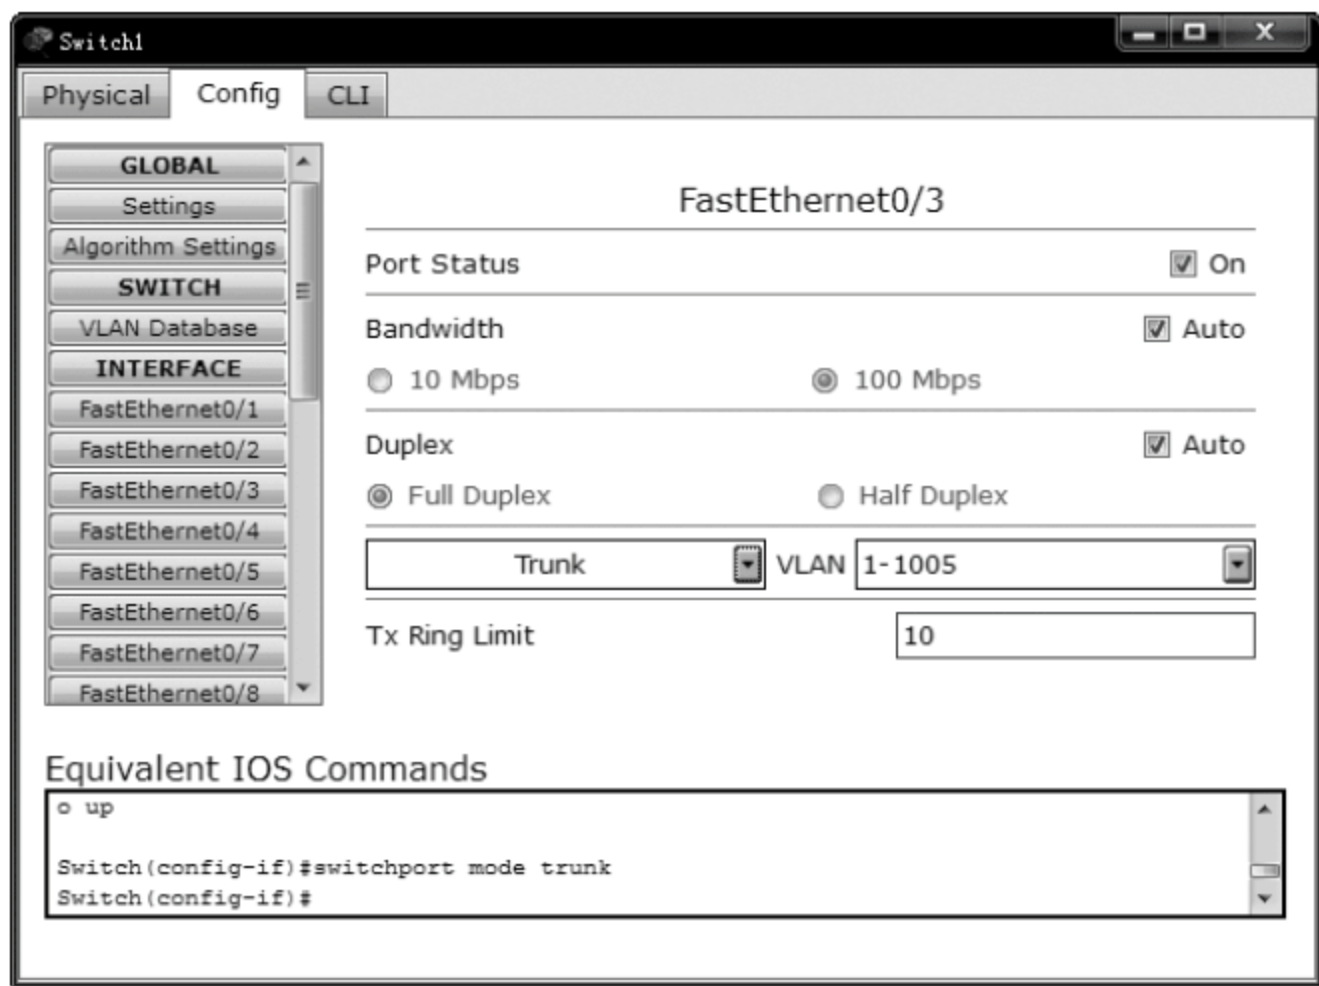 Switch1
Physical Config CLI
GLOBAL
Settings
Algorithm Settings
SWITCH
VLAN Database
INTERFACE
FastEthernet0/1
FastEthernet0/2
FastEthernet0/3
FastEthernet0/4
FastEthernet0/5
FastEthernet0/6
FastEthernet0/7
FastEthernet0/8
FastEthernet0/3
Port Status On
Bandwidth Auto
10 Mbps 100 Mbps
Duplex Auto
Full Duplex Half Duplex
Trunk VLAN 1-1005
Tx Ring Limit 10
Equivalent IOS Commands
o up
Switch(config-if)#switchport mode trunk
Switch(config-if)#